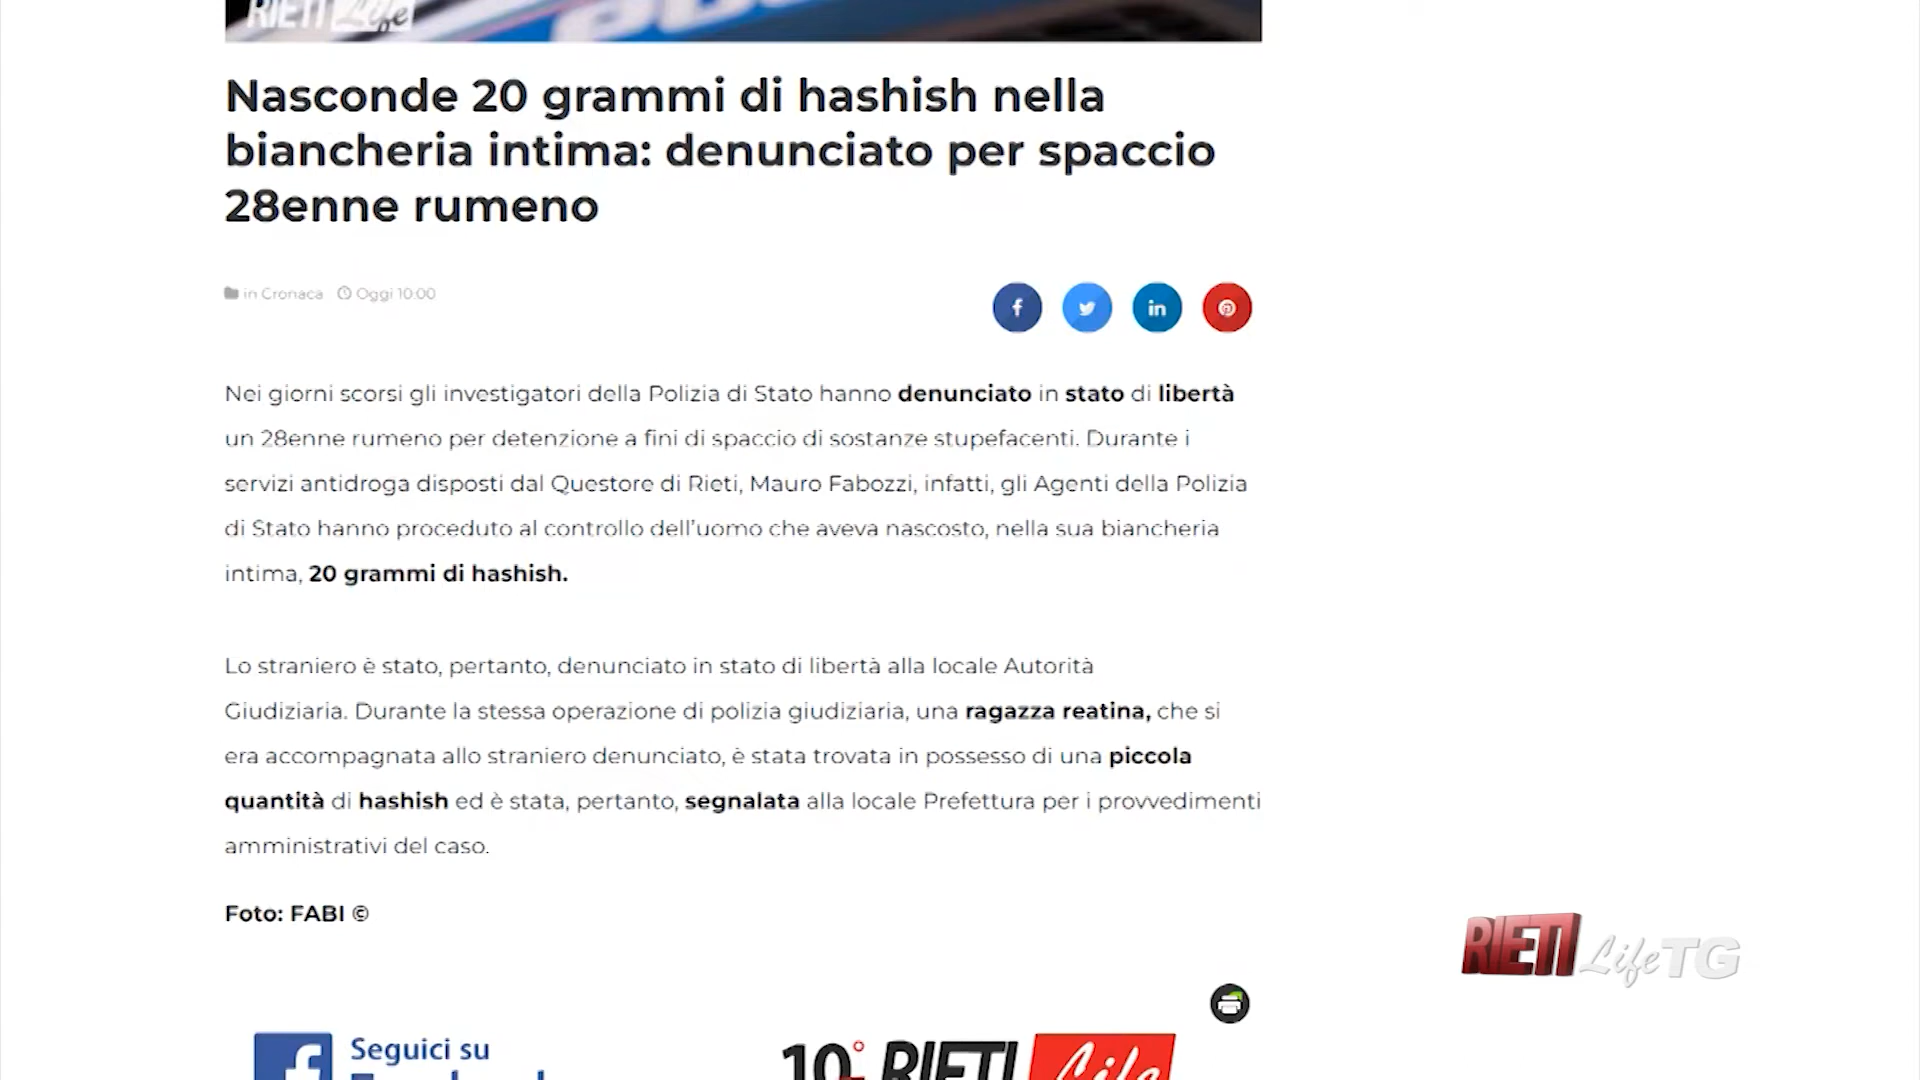 RIETI Life
Nasconde 20 grammi di hashish nella
biancheria intima: denunciato per spaccio
28enne rumeno
in Cronaca Oggi 10:00
Nei giorni scorsi gli investigatori della Polizia di Stato hanno denunciato in stato di libertà
un 28enne rumeno per detenzione a fini di spaccio di sostanze stupefacenti. Durante i
servizi antidroga disposti dal Questore di Rieti, Mauro Fabozzi, infatti, gli Agenti della Polizia
di Stato hanno proceduto al controllo dell'uomo che aveva nascosto, nella sua biancheria
intima, 20 grammi di hashish.
Lo straniero è stato, pertanto, denunciato in stato di libertà alla locale Autorità
Giudiziaria. Durante la stessa operazione di polizia giudiziaria, una ragazza reatina, che si
era accompagnata allo straniero denunciato, è stata trovata in possesso di una piccola
quantità di hashish ed è stata, pertanto, segnalata alla locale Prefettura per i provvedimenti
amministrativi del caso.
Foto: FABI ©
RIETI Life TG
Seguici su
10° RIETI Life